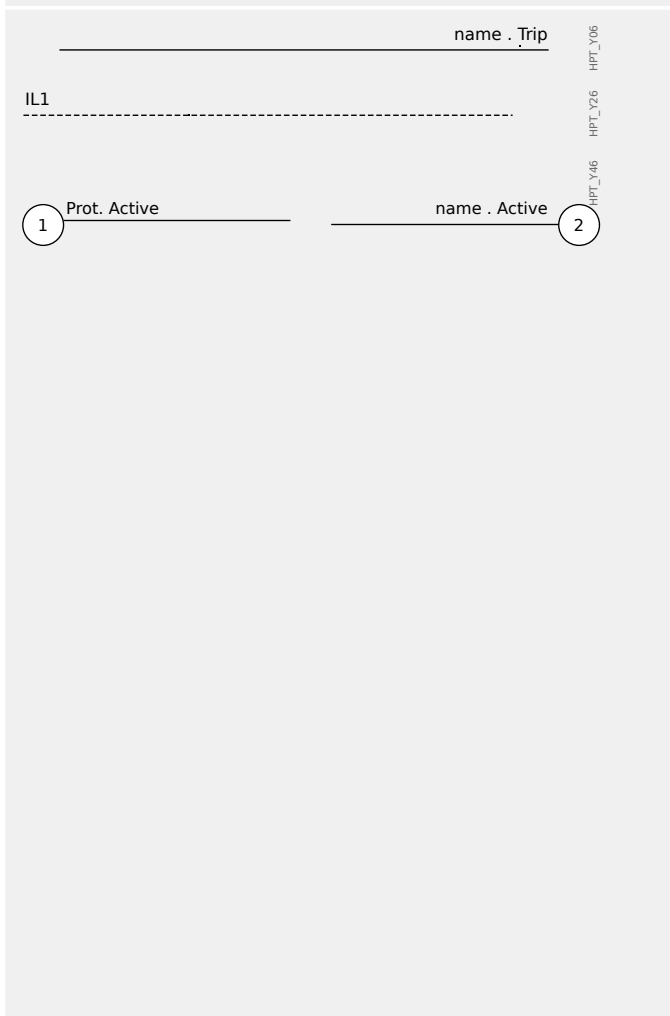 name . Trip
HPT_Y06
IL1
HPT_Y26
HPT_Y46
1
Prot. Active
name . Active
2